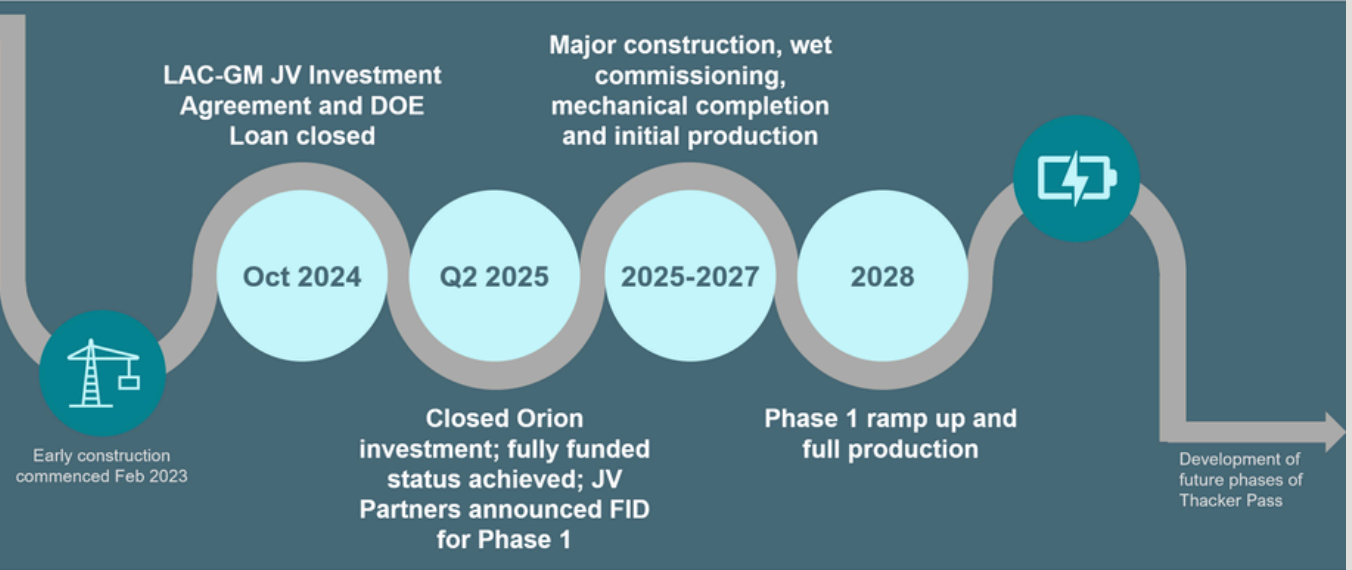 Early construction
commenced Feb 2023
LAC-GM JV Investment
Agreement and DOE
Loan closed
Oct 2024
Q2 2025
Closed Orion
investment; fully funded
status achieved; JV
Partners announced FID
for Phase 1
Major construction, wet
commissioning,
mechanical completion
and initial production
2025-2027
2028
Phase 1 ramp up and
full production
Development of
future phases of
Thacker Pass